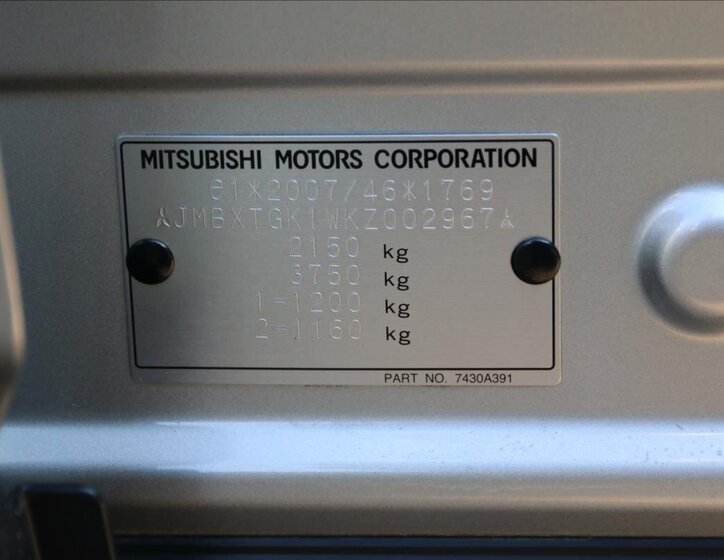 MITSUBISHI MOTORS CORPORATION
e1*2007/46*1769
JMBXTGK1WKZ002967
2150 kg
3750 kg
1-1200 kg
2-1160 kg
PART NO. 7430A391